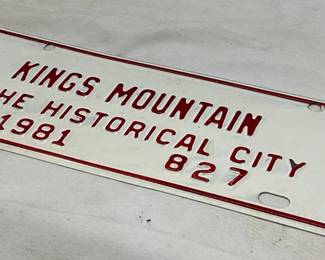 KINGS MOUNTAIN
HE HISTORICAL CITY
1981 827